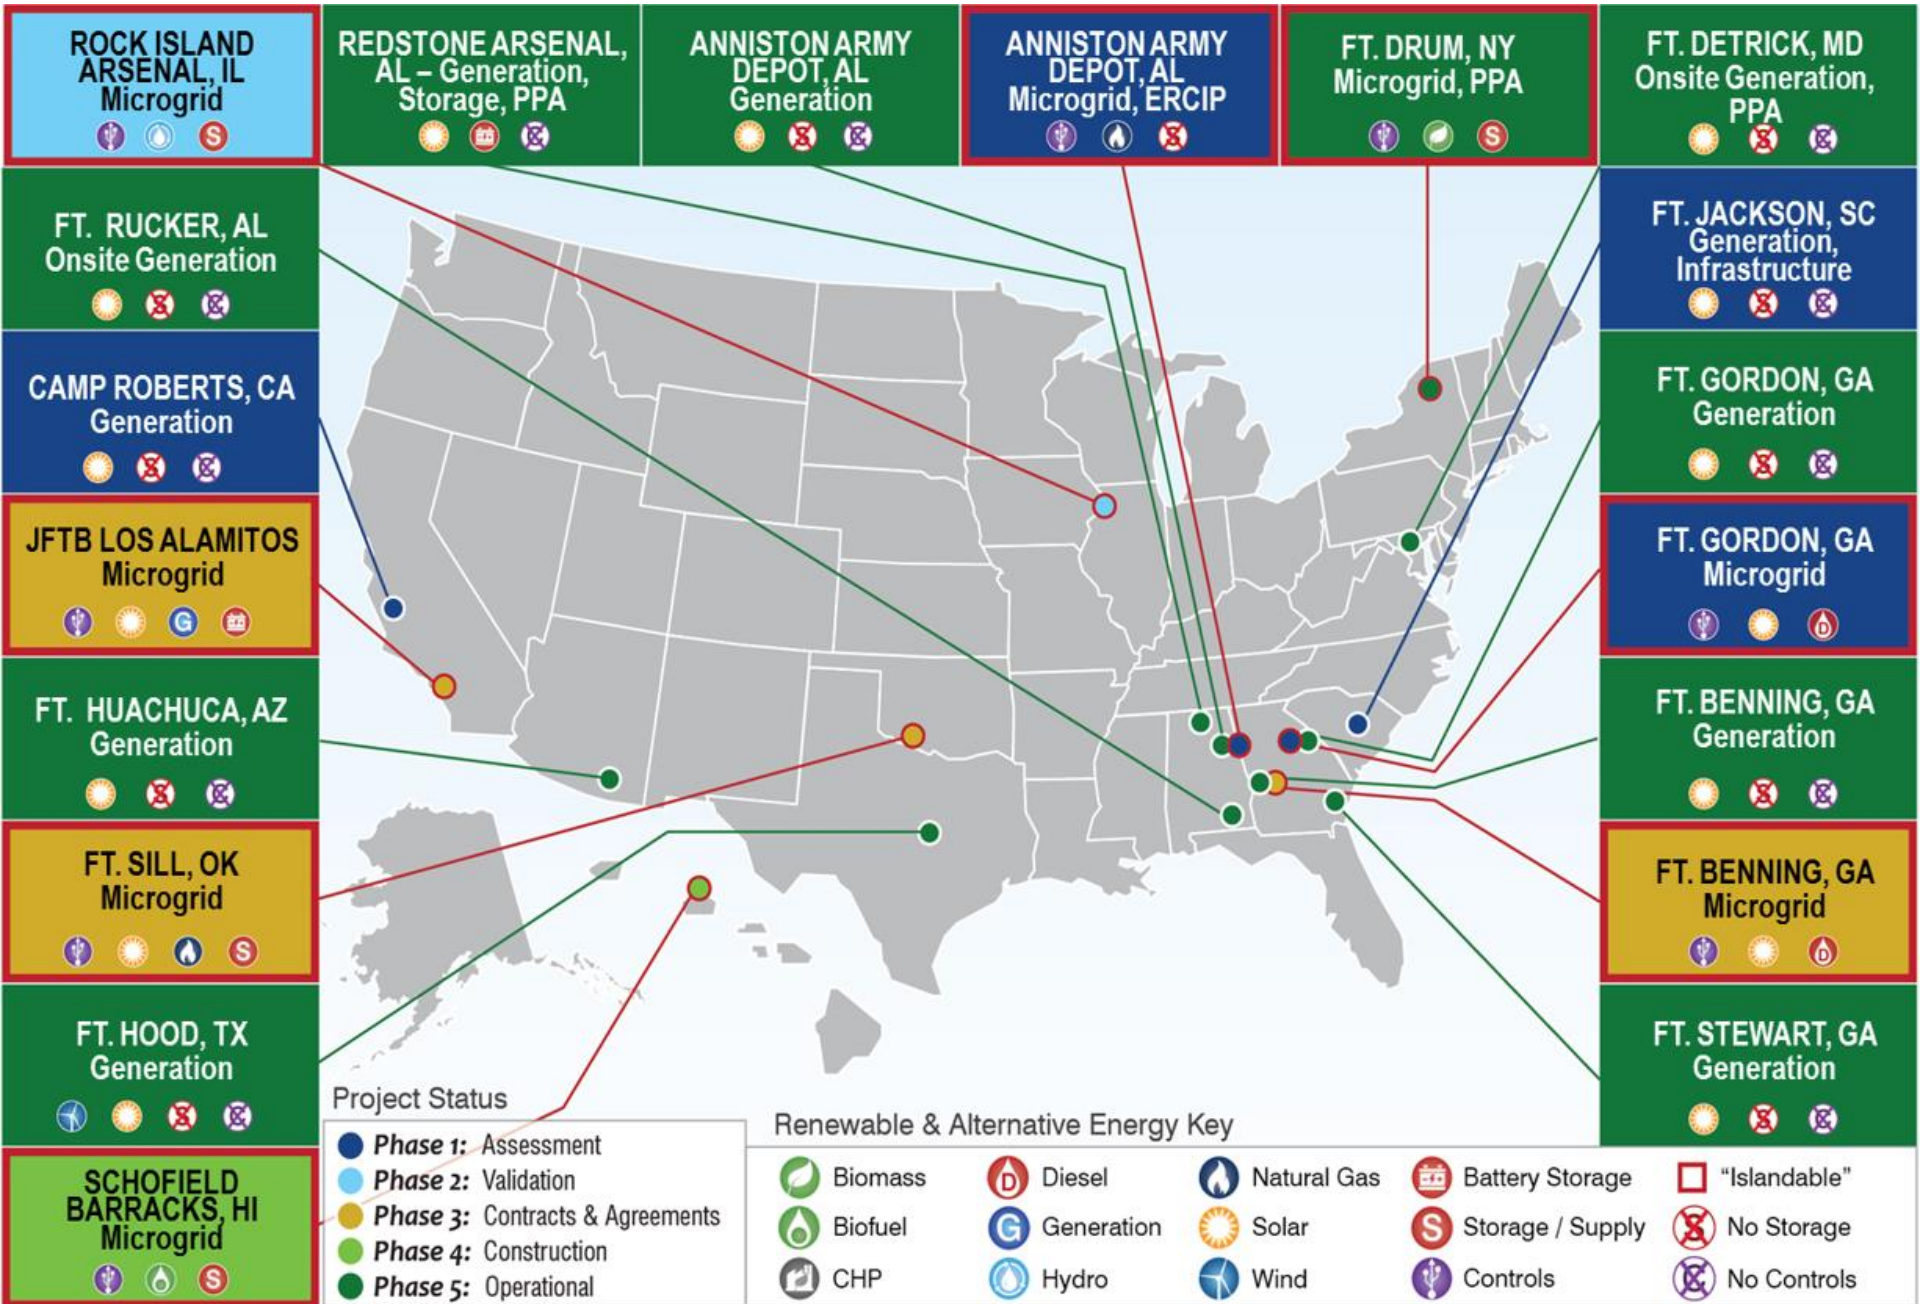 ROCK ISLAND
ARSENAL, IL
Microgrid
S
REDSTONE ARSENAL,
AL – Generation,
Storage, PPA
ANNISTON ARMY
DEPOT, AL
Generation
S C
ANNISTON ARMY
DEPOT, AL
Microgrid, ERCIP
S
FT. DRUM, NY
Microgrid, PPA
S
FT. DETRICK, MD
Onsite Generation,
PPA
S C
FT. RUCKER, AL
Onsite Generation
S C
CAMP ROBERTS, CA
Generation
S C
JFTB LOS ALAMITOS
Microgrid
G
FT. HUACHUCA, AZ
Generation
S C
FT. SILL, OK
Microgrid
S
FT. HOOD, TX
Generation
S C
SCHOFIELD
BARRACKS, HI
Microgrid
S
FT. JACKSON, SC
Generation,
Infrastructure
S C
FT. GORDON, GA
Generation
S C
FT. GORDON, GA
Microgrid
D
FT. BENNING, GA
Generation
S C
FT. BENNING, GA
Microgrid
D
FT. STEWART, GA
Generation
S C
Project Status
Phase 1: Assessment
Phase 2: Validation
Phase 3: Contracts & Agreements
Phase 4: Construction
Phase 5: Operational
Renewable & Alternative Energy Key
Biomass
D Diesel
Natural Gas
Battery Storage
“Islandable”
Biofuel
G Generation
Solar
S Storage / Supply
S No Storage
CHP
Hydro
Wind
Controls
C No Controls